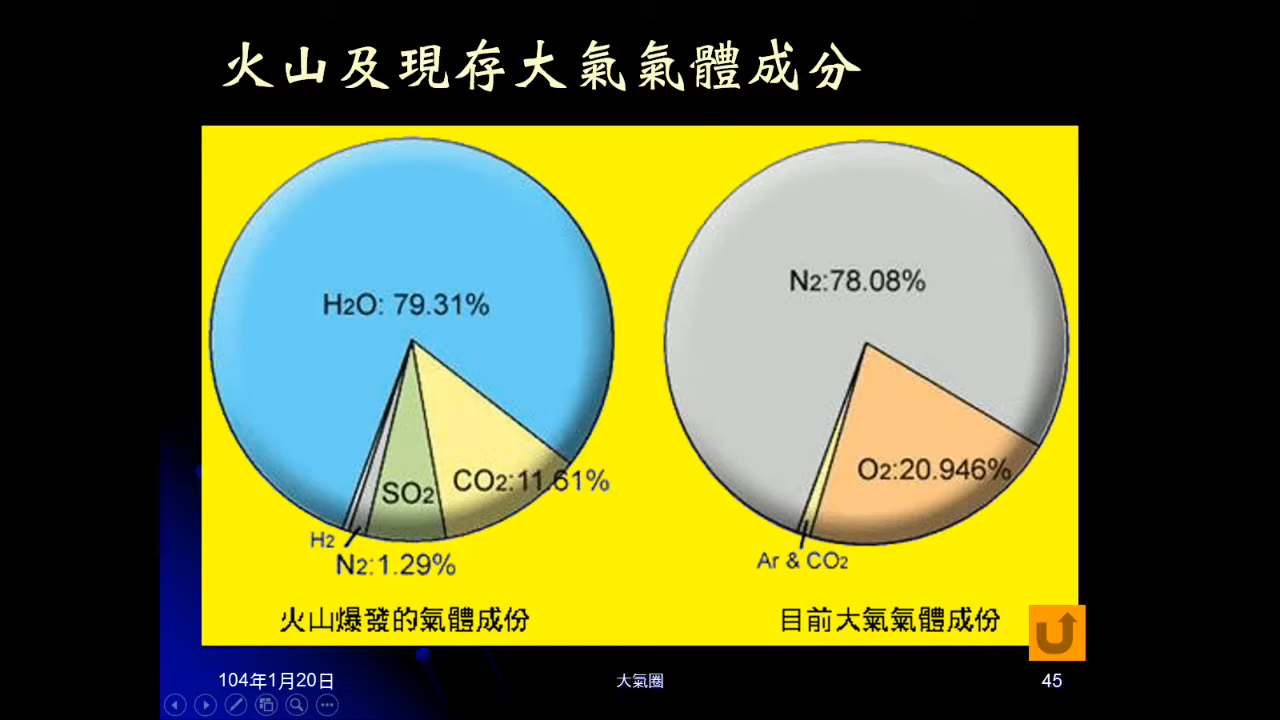 火山及現存大氣氣體成分
H2O: 79.31%
CO2:11.61%
SO2
H2
N2:1.29%
火山爆發的氣體成份
N2:78.08%
O2:20.946%
Ar & CO2
目前大氣氣體成份
104年1月20日
大氣圈
45